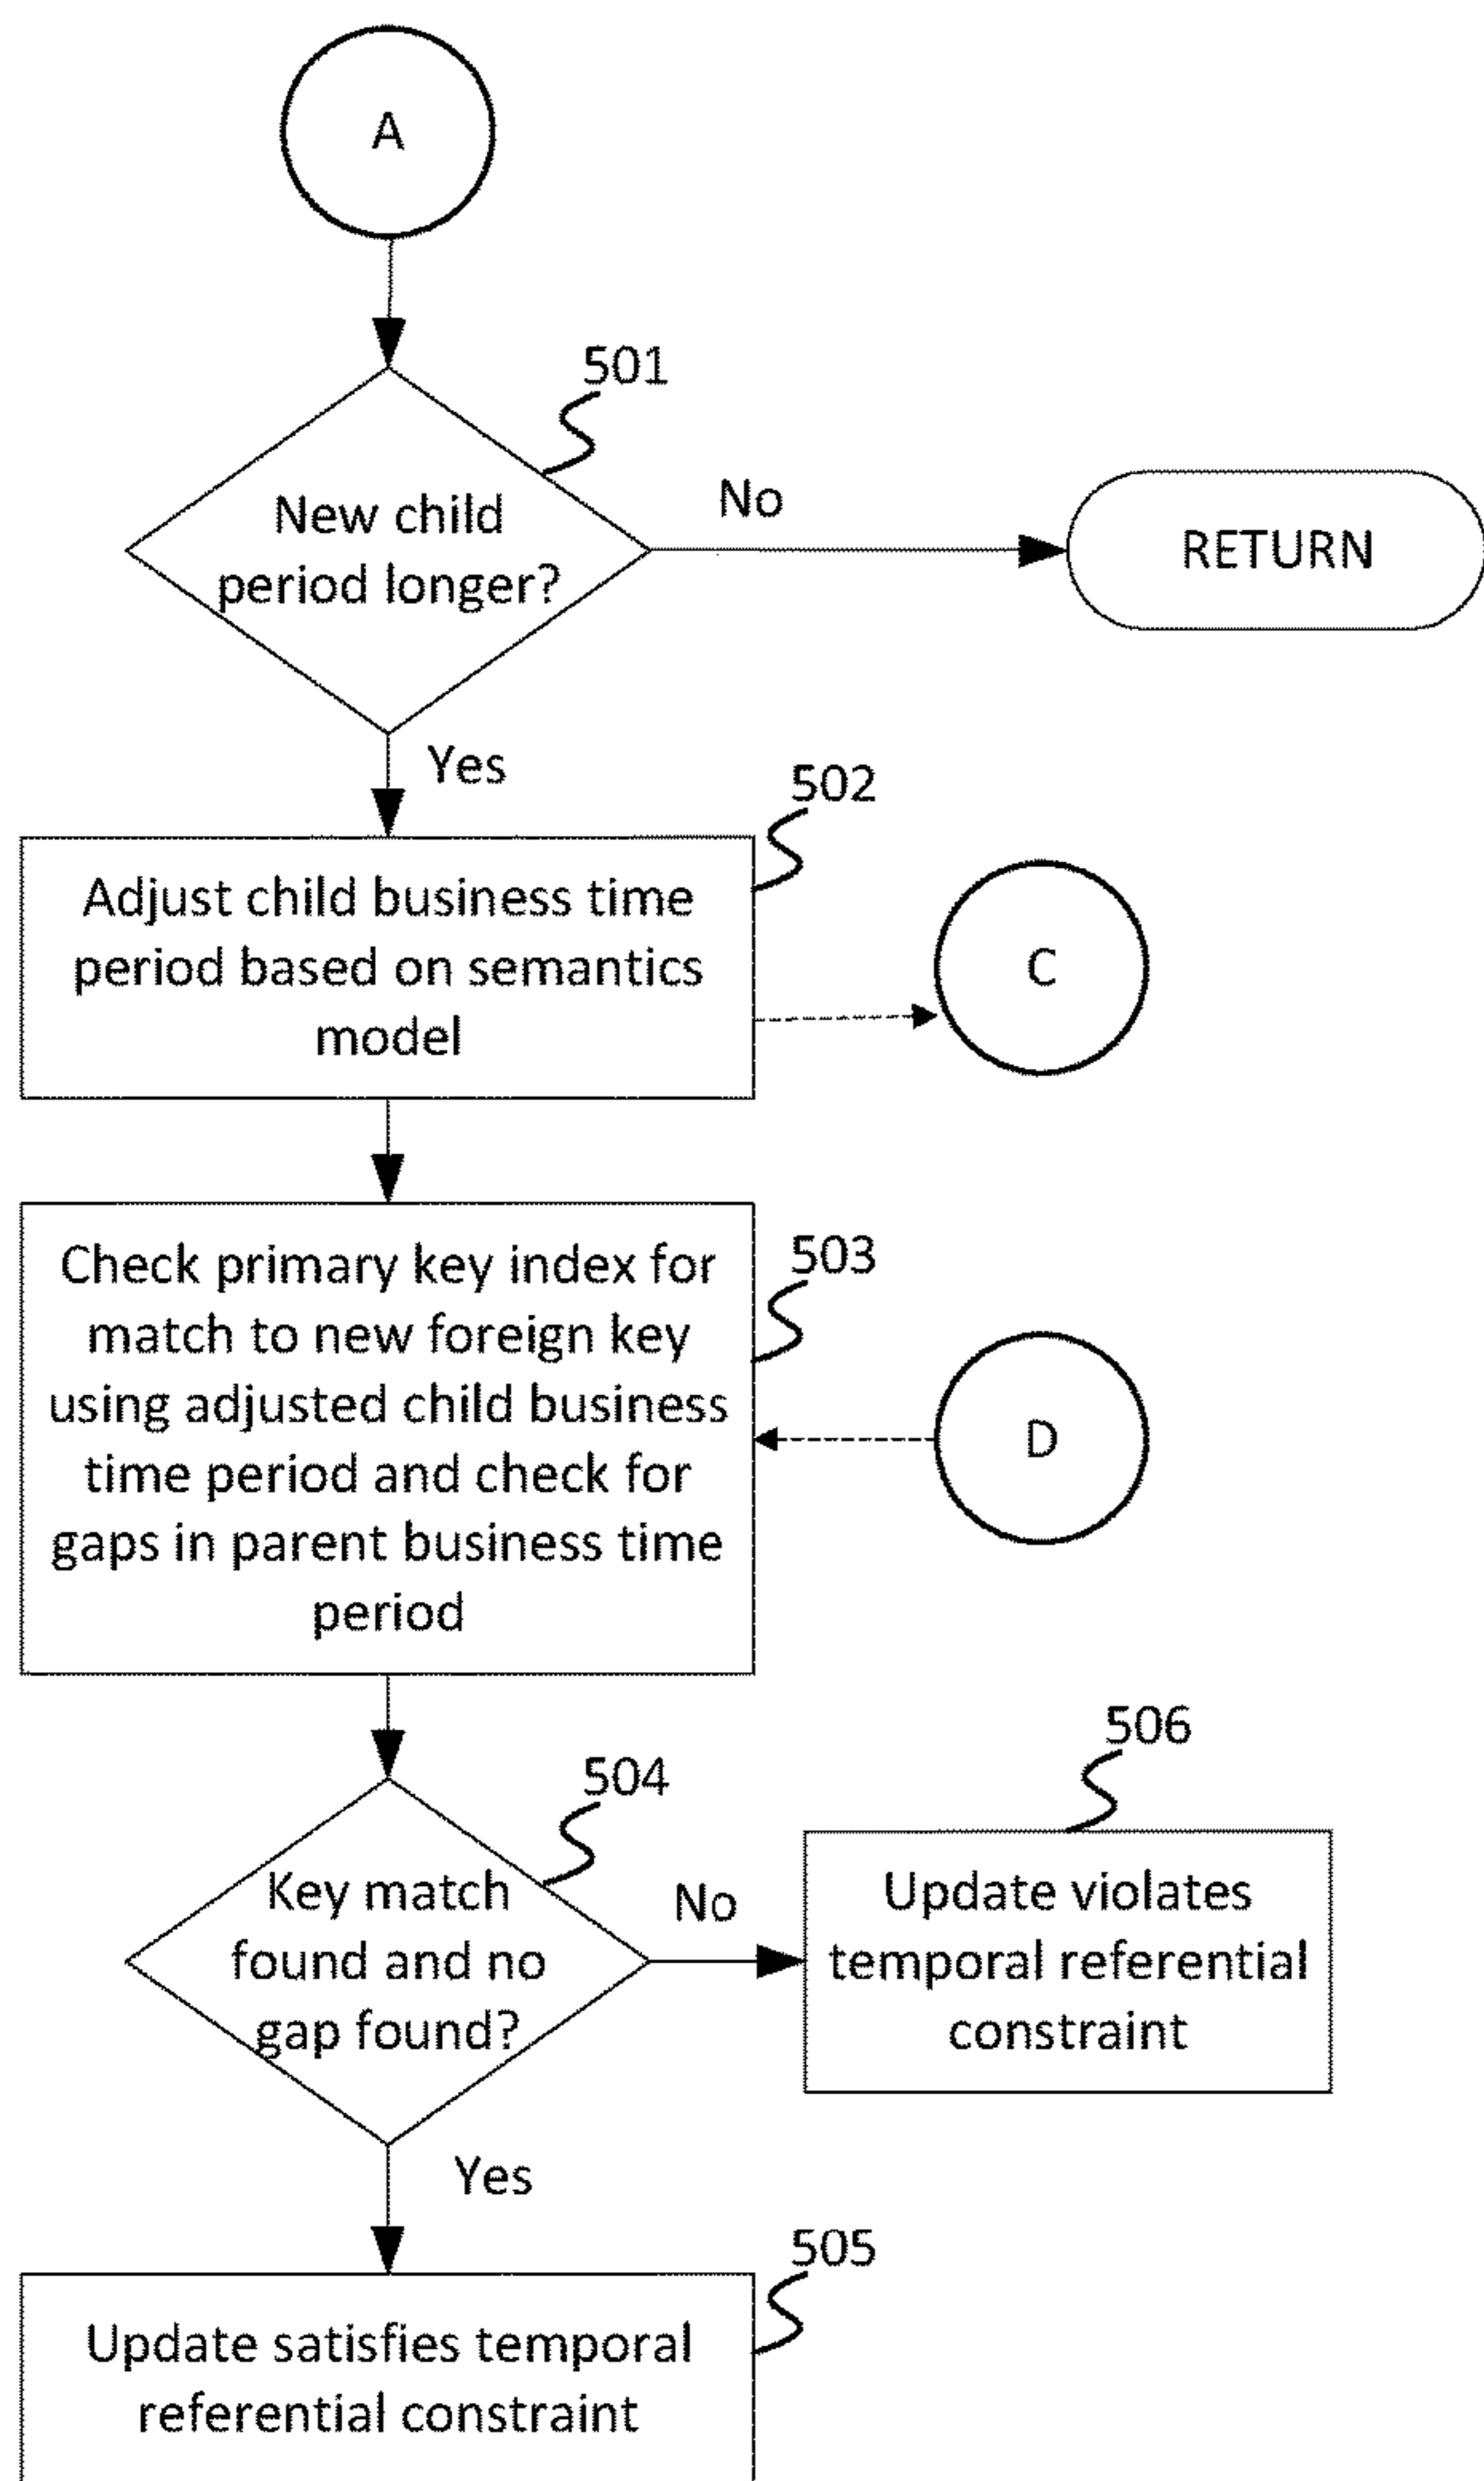 A
501
New child
period longer?
No
RETURN
Yes
502
Adjust child business time
period based on semantics
model
C
503
Check primary key index for
match to new foreign key
using adjusted child business
time period and check for
gaps in parent business time
period
D
504
Key match
found and no
gap found?
No
506
Update violates
temporal referential
constraint
Yes
505
Update satisfies temporal
referential constraint